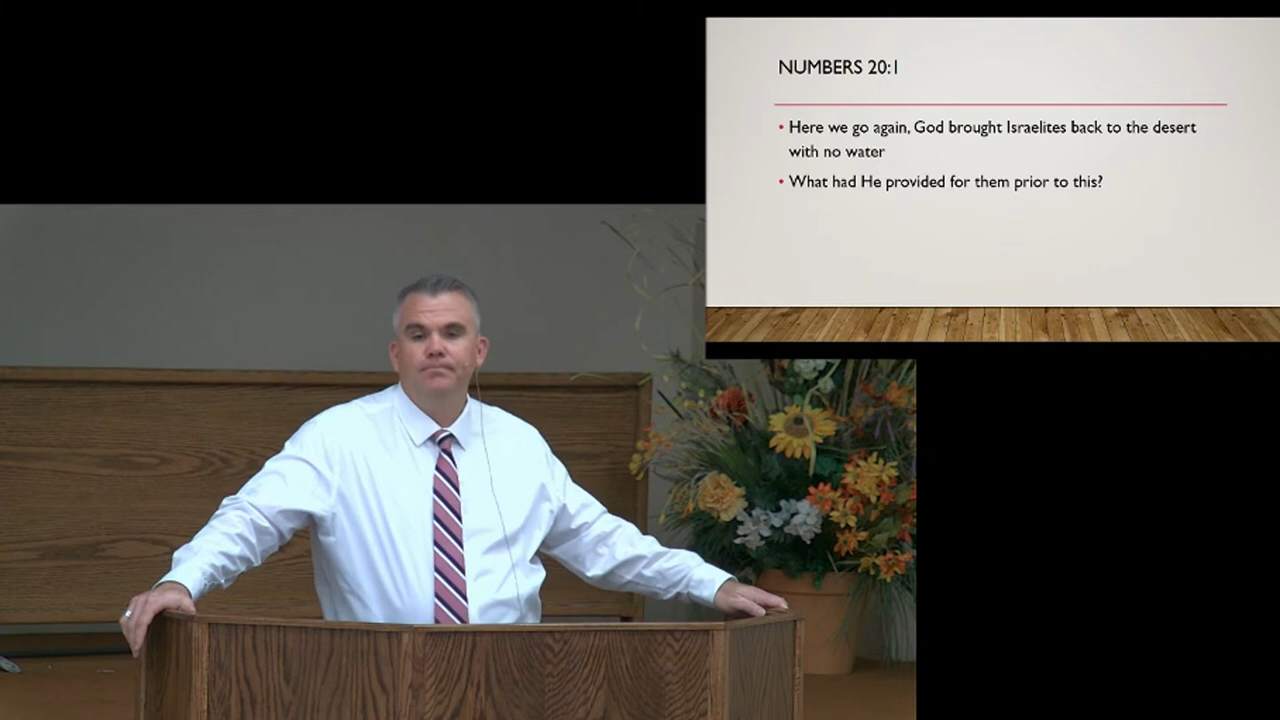 NUMBERS 20:1
• Here we go again, God brought Israelites back to the desert
with no water
• What had He provided for them prior to this?